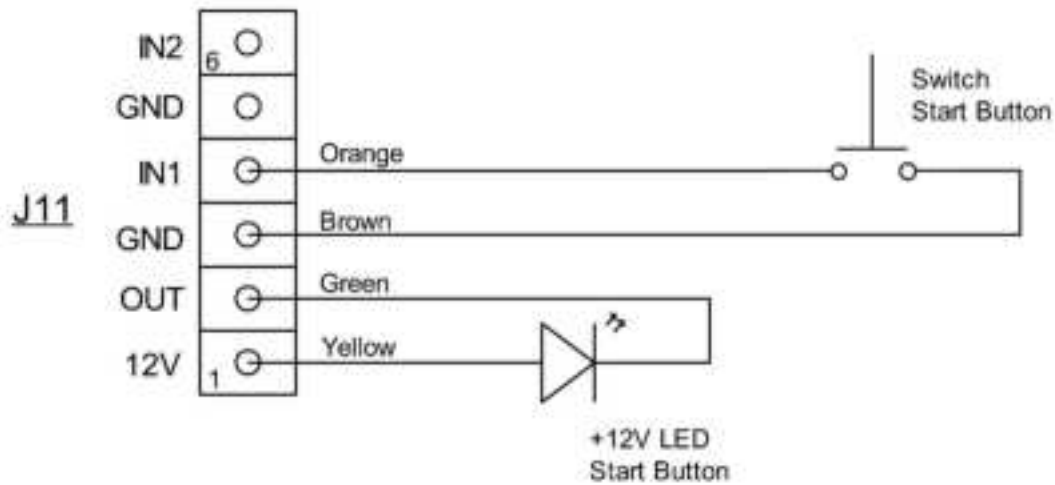 IN2
6
GND
IN1
Orange
Switch
Start Button
J11
GND
Brown
OUT
Green
12V
1
Yellow
+12V LED
Start Button